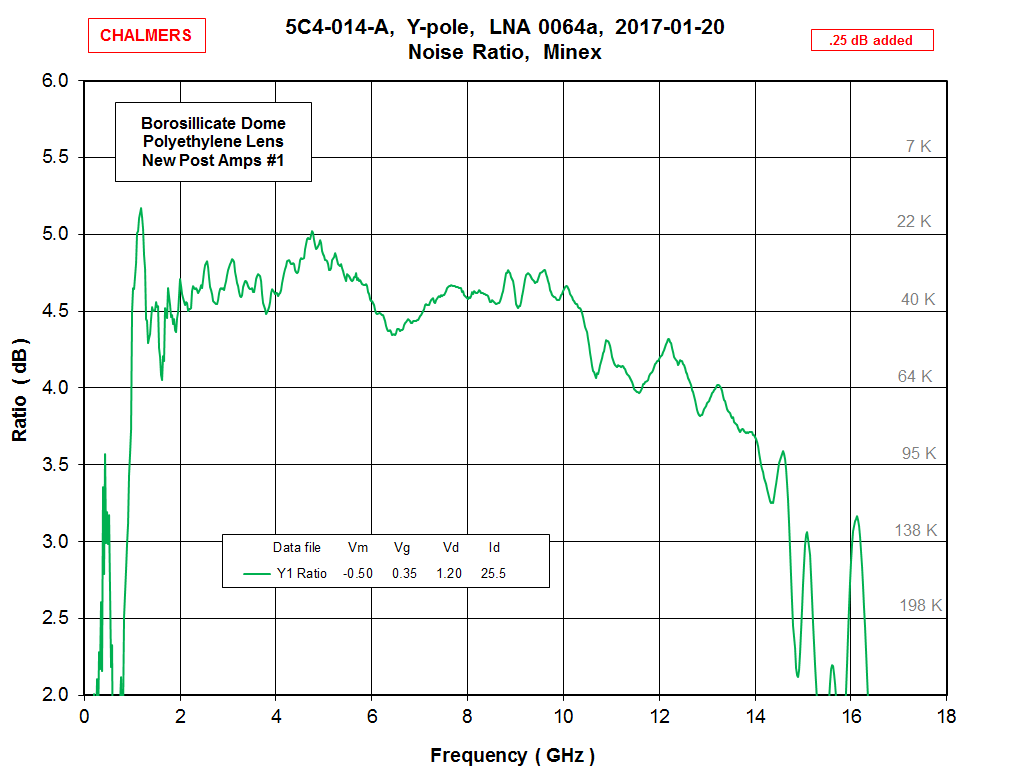 5C4-014-A, Y-pole, LNA 0064a, 2017-01-20
Noise Ratio, Minex
CHALMERS
.25 dB added
Borosillicate Dome
Polyethylene Lens
New Post Amps #1
6.0
5.5
5.0
4.5
4.0
3.5
3.0
2.5
2.0
Ratio ( dB )
7 K
22 K
40 K
64 K
95 K
138 K
198 K
Data file Vm Vg Vd Id
Y1 Ratio -0.50 0.35 1.20 25.5
0 2 4 6 8 10 12 14 16 18
Frequency ( GHz )